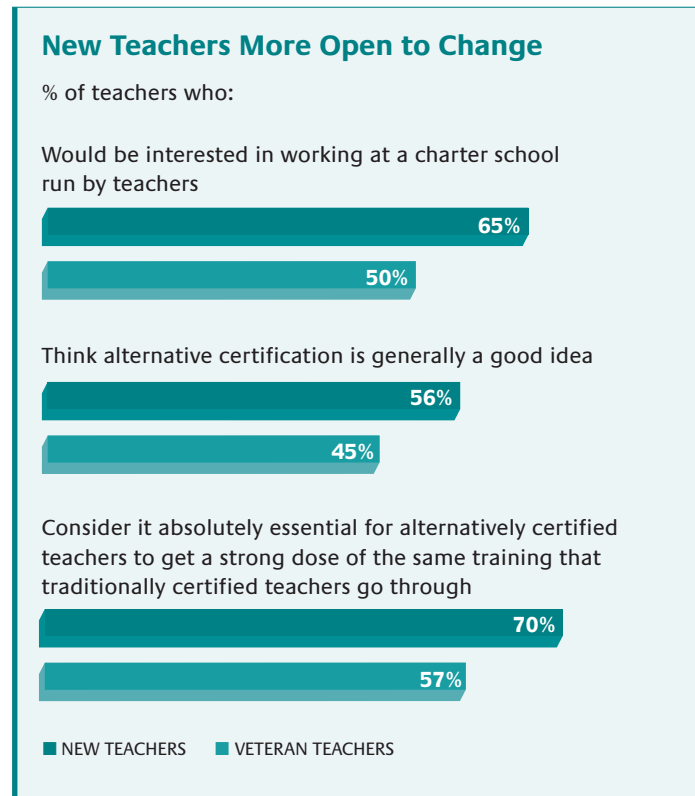 New Teachers More Open to Change
% of teachers who:
Would be interested in working at a charter school
run by teachers
65%
50%
Think alternative certification is generally a good idea
56%
45%
Consider it absolutely essential for alternatively certified
teachers to get a strong dose of the same training that
traditionally certified teachers go through
70%
57%
NEW TEACHERS VETERAN TEACHERS